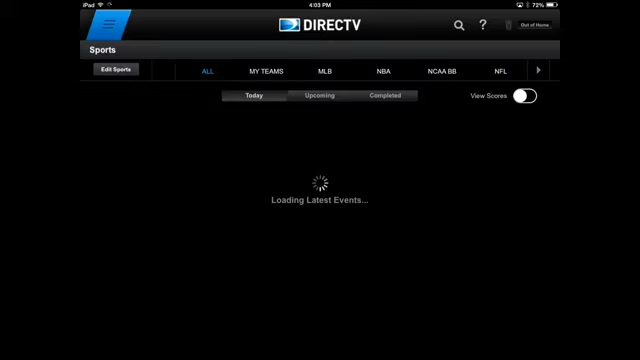 iPad 4:03 PM 72%
DIRECTV ? Out of Home
Sports
Edit Sports ALL MY TEAMS MLB NBA NCAA BB NFL
Today Upcoming Completed View Scores
Loading Latest Events...